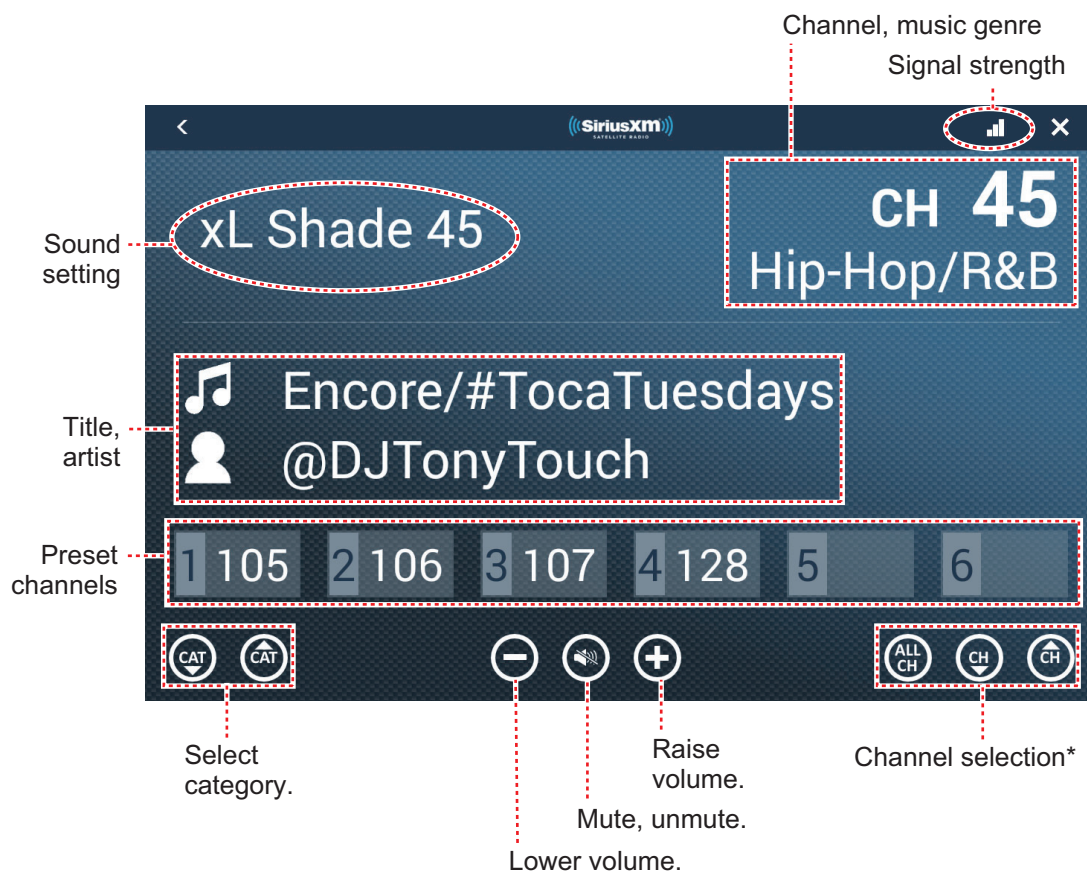 Channel, music genre
Signal strength
<
((SiriusXM))
SATELLITE RADIO
xL Shade 45
CH 45
Hip-Hop/R&B
Sound
setting
Encore/#TocaTuesdays
@DJTonyTouch
Title,
artist
Preset
channels
1 105 2 106 3 107 4 128 5 6
CAT CAT ALL CH CH CH
Select
category.
Raise
volume.
Channel selection*
Mute, unmute.
Lower volume.